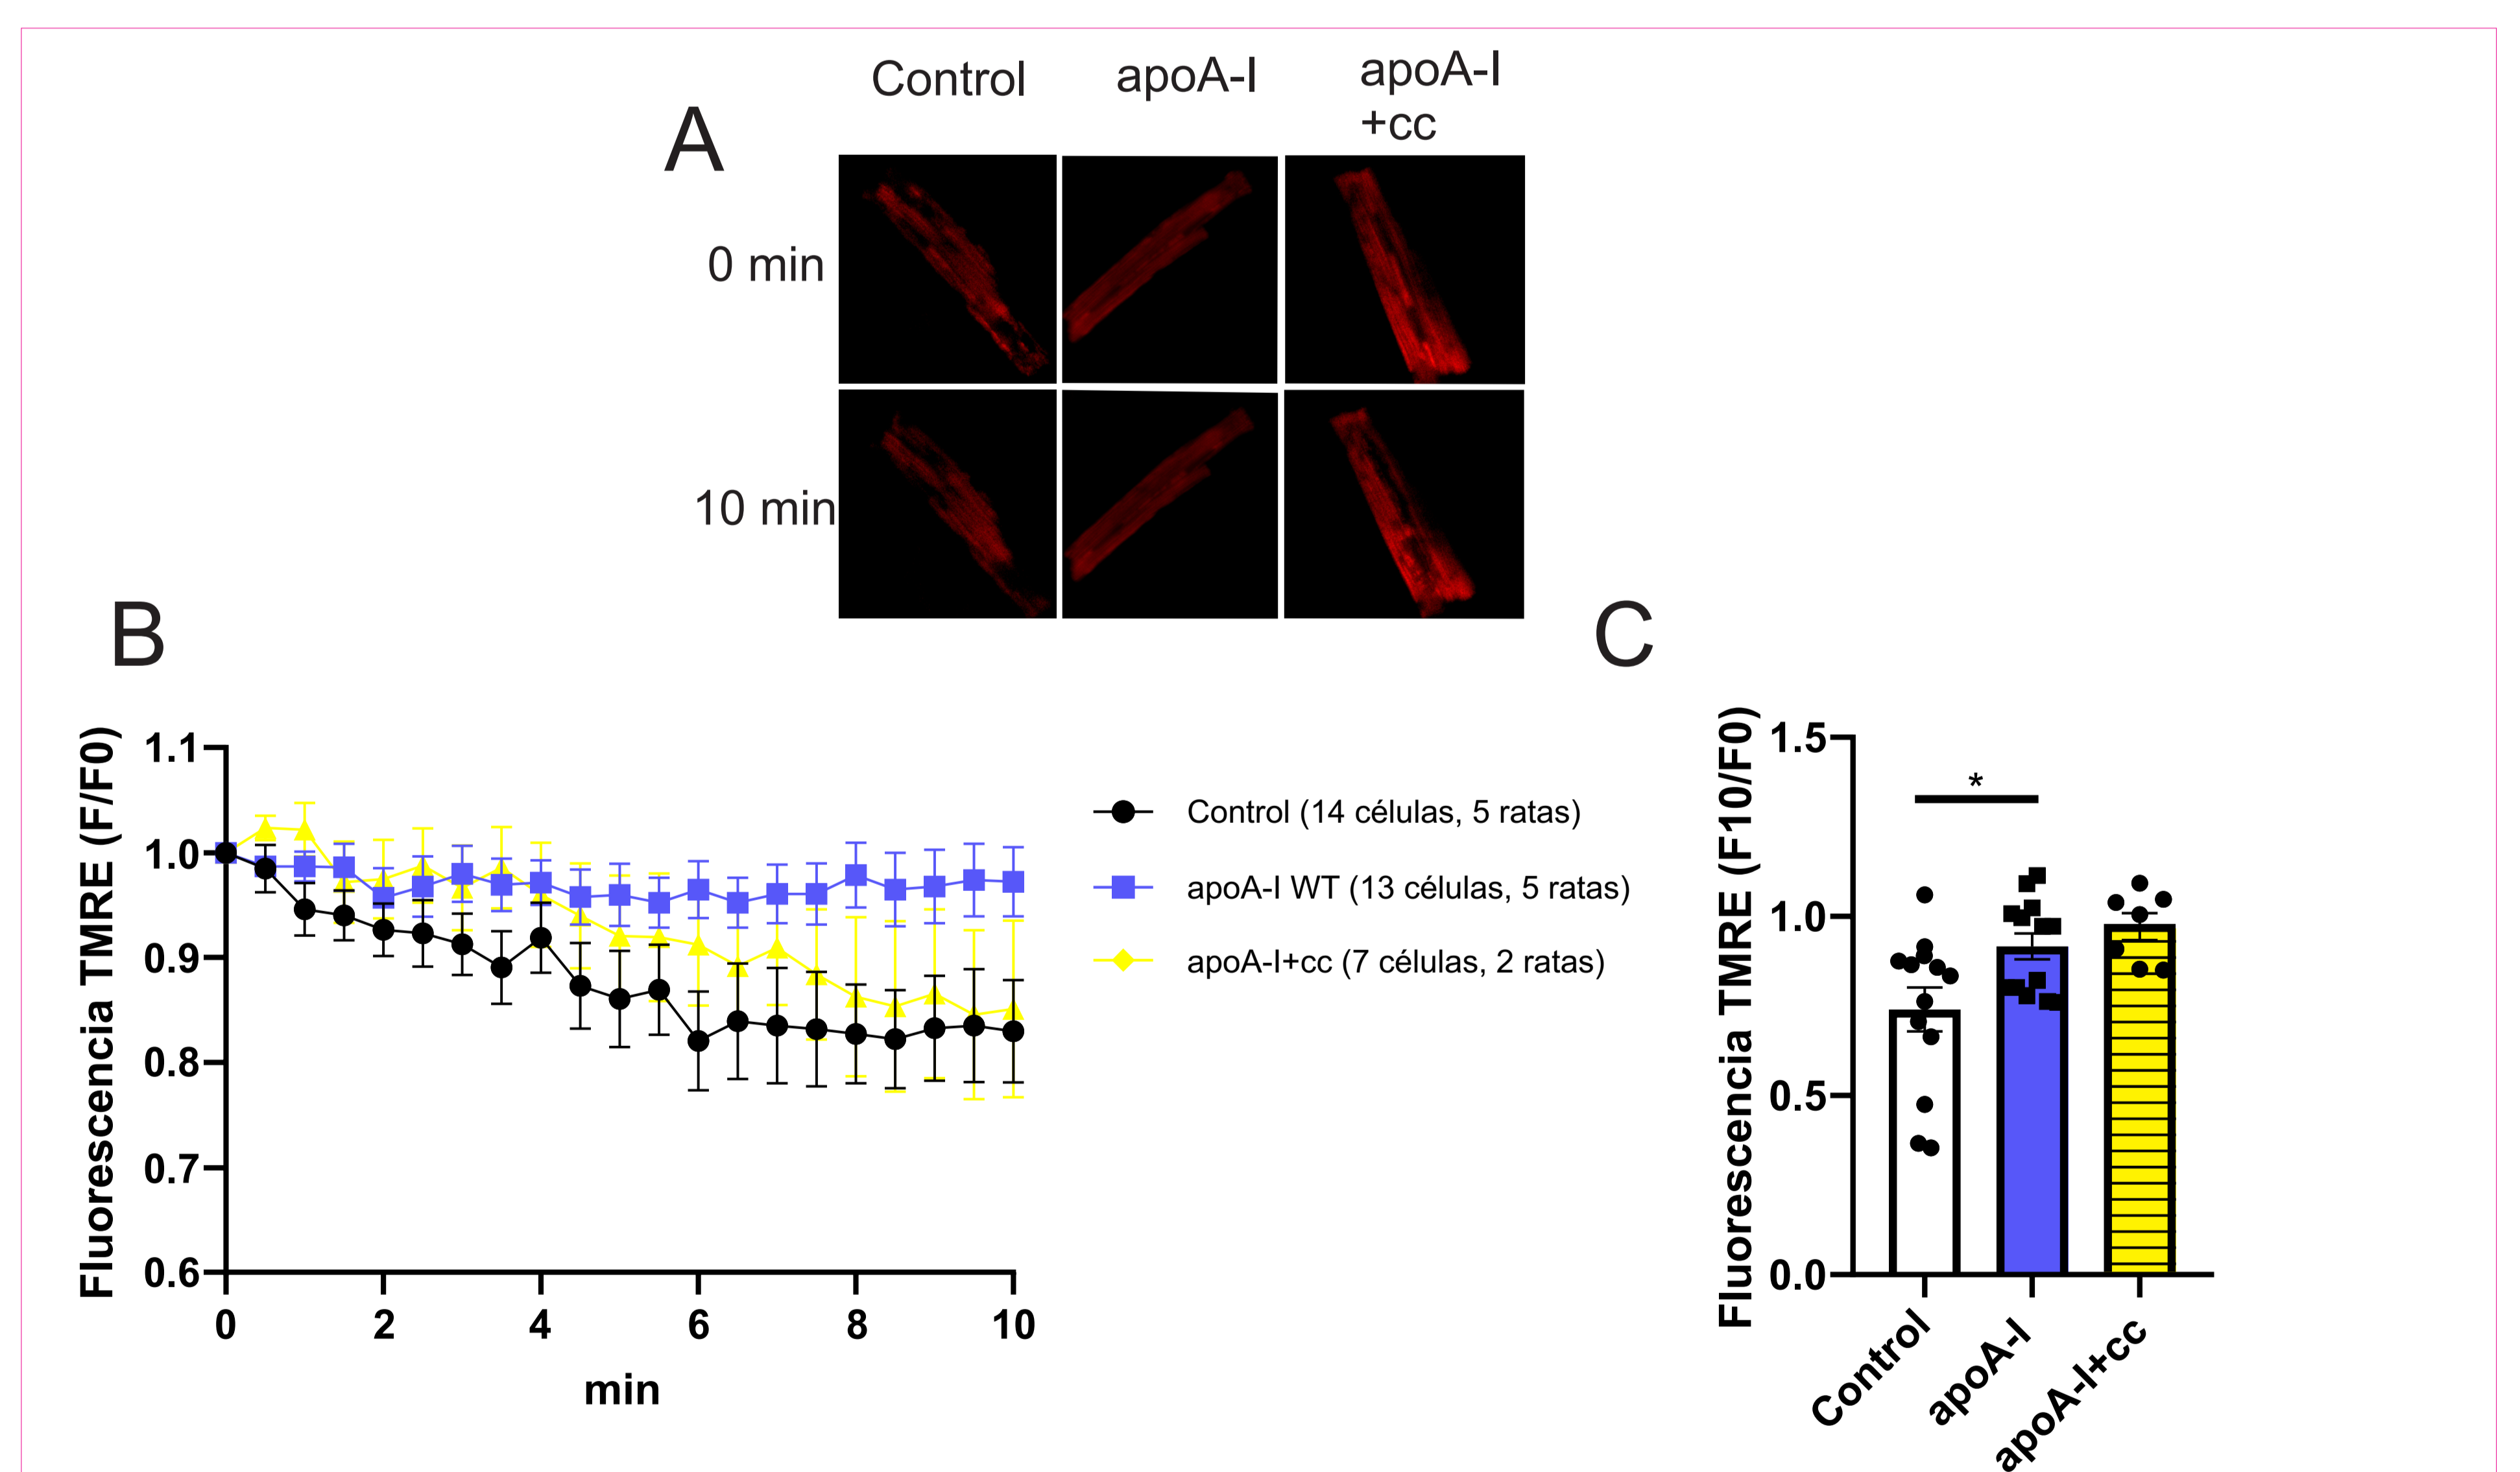 A
Control
apoA-I
apoA-I
+cc
0 min
10 min
B
Fluorescencia TMRE (F/F0)
1.1
1.0
0.9
0.8
0.7
0.6
0
2
4
6
8
10
min
Control (14 células, 5 ratas)
apoA-I WT (13 células, 5 ratas)
apoA-I+cc (7 células, 2 ratas)
C
Fluorescencia TMRE (F10/F0)
1.5
1.0
0.5
0.0
*
Control
apoA-I
apoA-I+cc